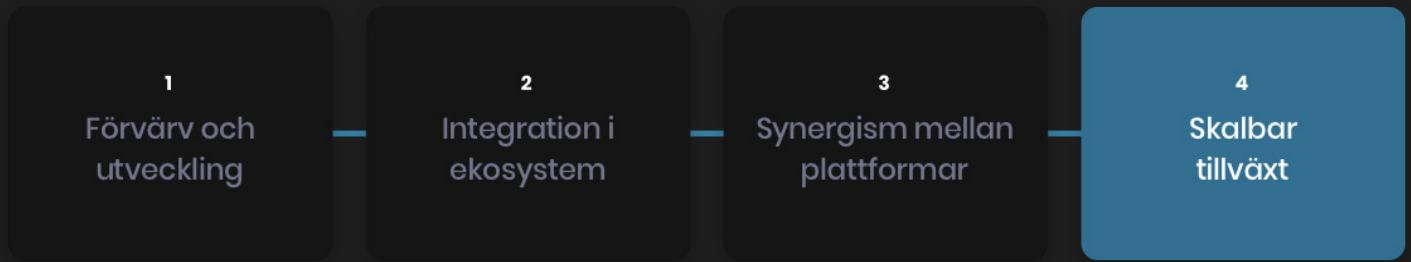 1
Förvärv och
utveckling
2
Integration i
ekosystem
3
Synergism mellan
plattformar
4
Skalbar
tillväxt